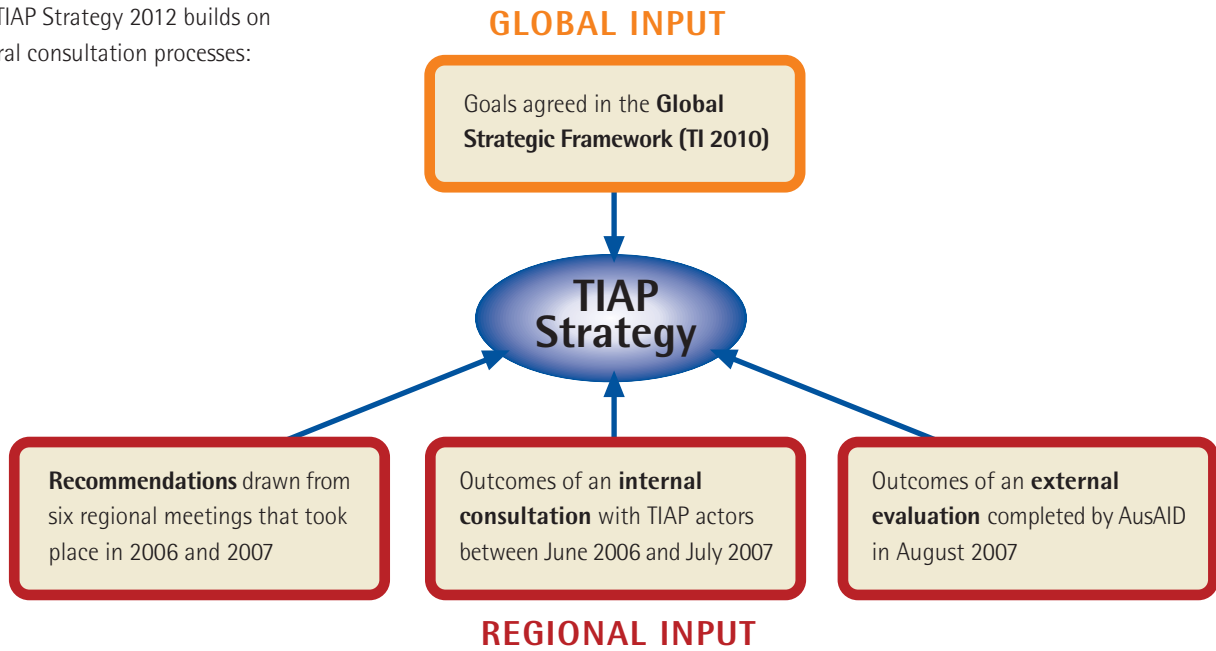 TIAP Strategy 2012 builds on
ral consultation processes:
GLOBAL INPUT
Goals agreed in the Global
Strategic Framework (TI 2010)
TIAP
Strategy
Recommendations drawn from
six regional meetings that took
place in 2006 and 2007
Outcomes of an internal
consultation with TIAP actors
between June 2006 and July 2007
Outcomes of an external
evaluation completed by AusAID
in August 2007
REGIONAL INPUT